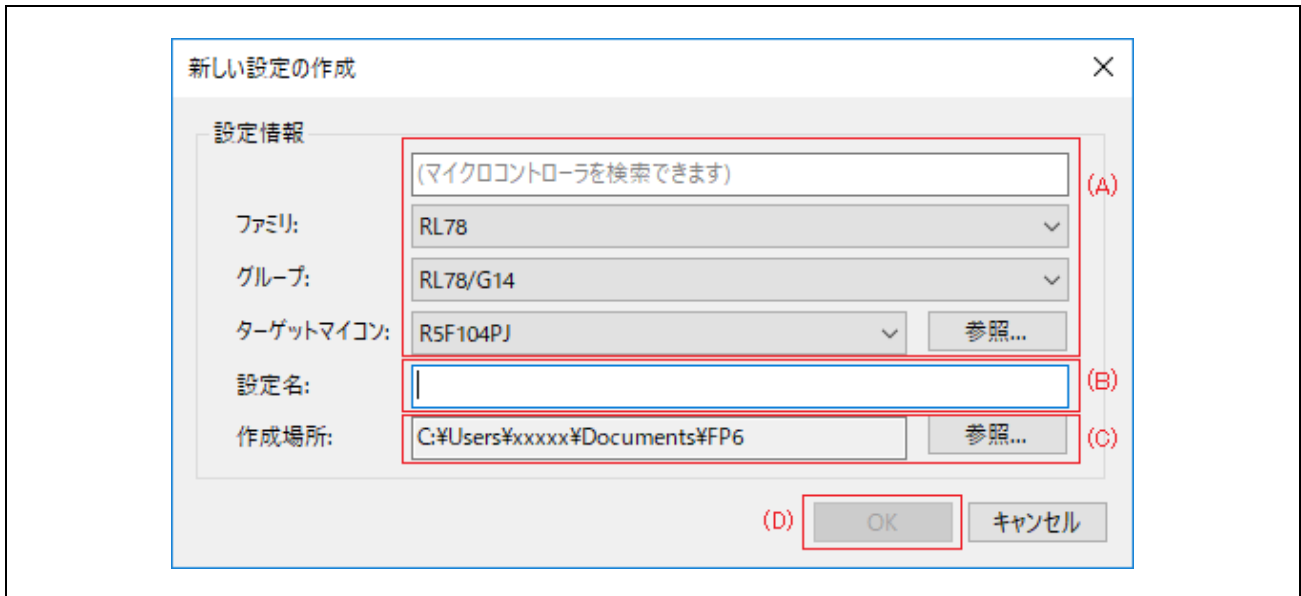 新しい設定の作成
設定情報
(マイクロコントローラを検索できます)
(A)
ファミリ: RL78
グループ: RL78/G14
ターゲットマイコン: R5F104PJ 参照...
設定名: (B)
作成場所: C:¥Users¥xxxxx¥Documents¥FP6 参照... (C)
(D) OK キャンセル